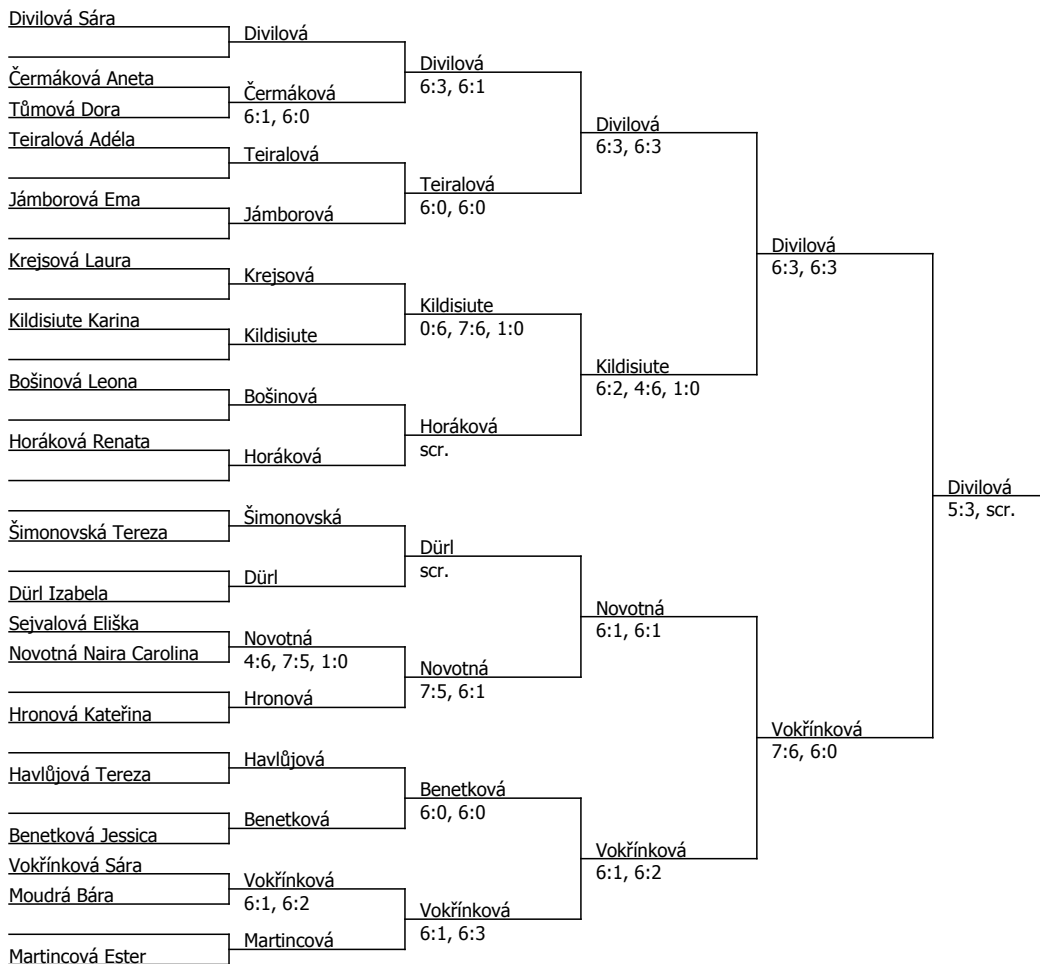 Divilová Sára
Čermáková Aneta
Tůmová Dora
Teiralová Adéla
Jámborová Ema
Krejsová Laura
Kildisiute Karina
Bošinová Leona
Horáková Renata
Šimonovská Tereza
Dürl Izabela
Sejvalová Eliška
Novotná Naira Carolina
Hronová Kateřina
Havlůjová Tereza
Benetková Jessica
Vokřínková Sára
Moudrá Bára
Martincová Ester
Divilová
Čermáková
6:1, 6:0
Teiralová
Jámborová
Krejsová
Kildisiute
Bošinová
Horáková
Šimonovská
Dürl
Novotná
4:6, 7:5, 1:0
Hronová
Havlůjová
Benetková
Vokřínková
6:1, 6:2
Martincová
Divilová
6:3, 6:1
Teiralová
6:0, 6:0
Kildisiute
0:6, 7:6, 1:0
Horáková
scr.
Dürl
scr.
Novotná
7:5, 6:1
Benetková
6:0, 6:0
Vokřínková
6:1, 6:3
Divilová
6:3, 6:3
Kildisiute
6:2, 4:6, 1:0
Novotná
6:1, 6:1
Vokřínková
6:1, 6:2
Divilová
6:3, 6:3
Vokřínková
7:6, 6:0
Divilová
5:3, scr.